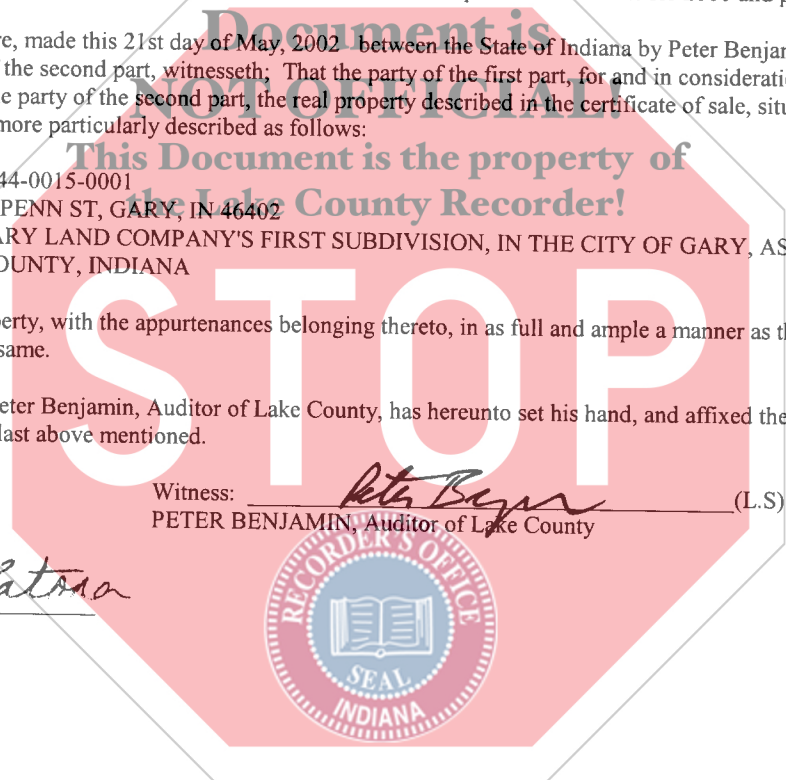 Document is
re, made this 21st day of May, 2002 between the State of Indiana by Peter Benjar
the second part, witnesseth; That the party of the first part, for and in consideratio
NOT OFFICIAL!
e party of the second part, the real property described in the certificate of sale, situ
more particularly described as follows:
This Document is the property of
44-0015-0001
the Lake County Recorder!
PENN ST, GARY, IN 46402
ARY LAND COMPANY'S FIRST SUBDIVISION, IN THE CITY OF GARY, AS
OUNTY, INDIANA
STOP
perty, with the appurtenances belonging thereto, in as full and ample a manner as th
same.
eter Benjamin, Auditor of Lake County, has hereunto set his hand, and affixed the
last above mentioned.
Witness: Peter Benjamin (L.S)
PETER BENJAMIN, Auditor of Lake County
RECORDER'S OFFICE
SEAL
INDIANA